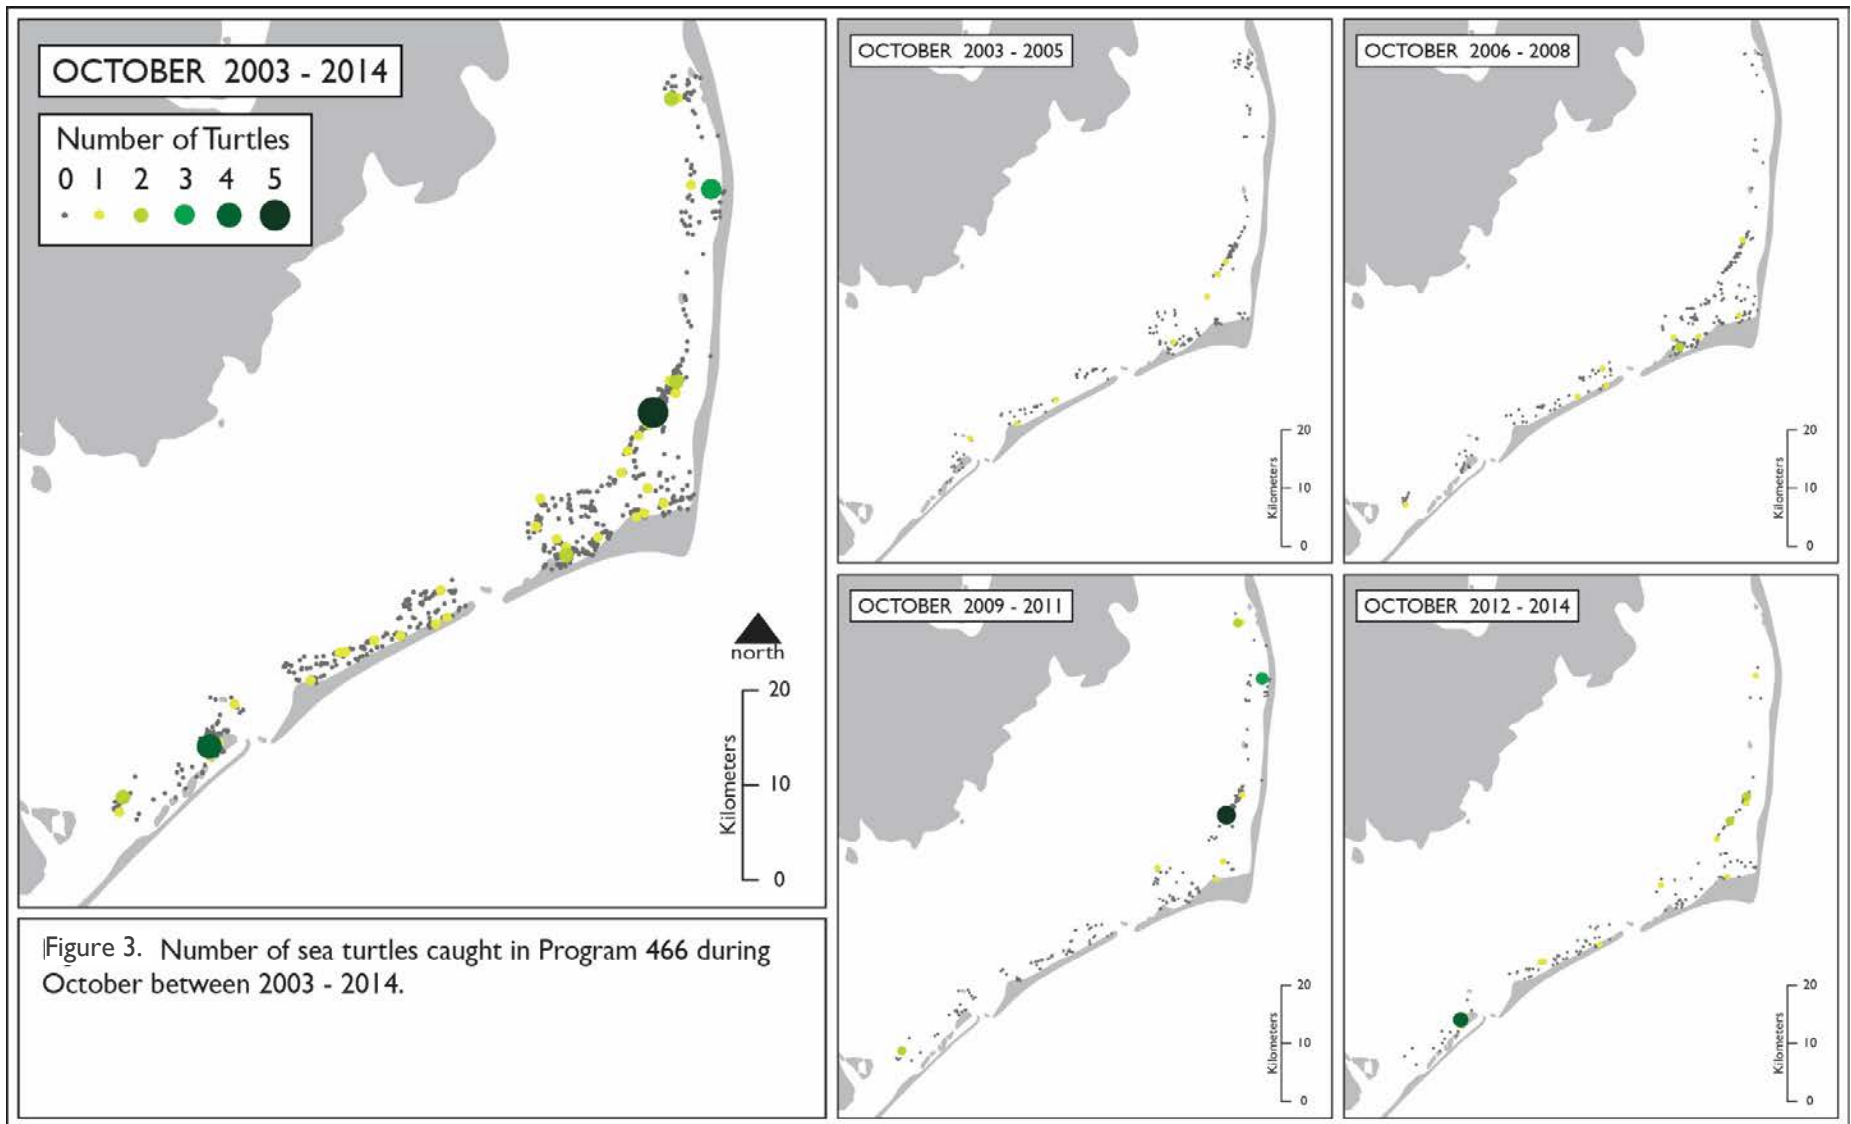 OCTOBER 2003 - 2014
Number of Turtles
0 1 2 3 4 5
north
20
10
0
Kilometers
Figure 3. Number of sea turtles caught in Program 466 during
October between 2003 - 2014.
OCTOBER 2003 - 2005
20
10
0
Kilometers
OCTOBER 2006 - 2008
20
10
0
Kilometers
OCTOBER 2009 - 2011
20
10
0
Kilometers
OCTOBER 2012 - 2014
20
10
0
Kilometers